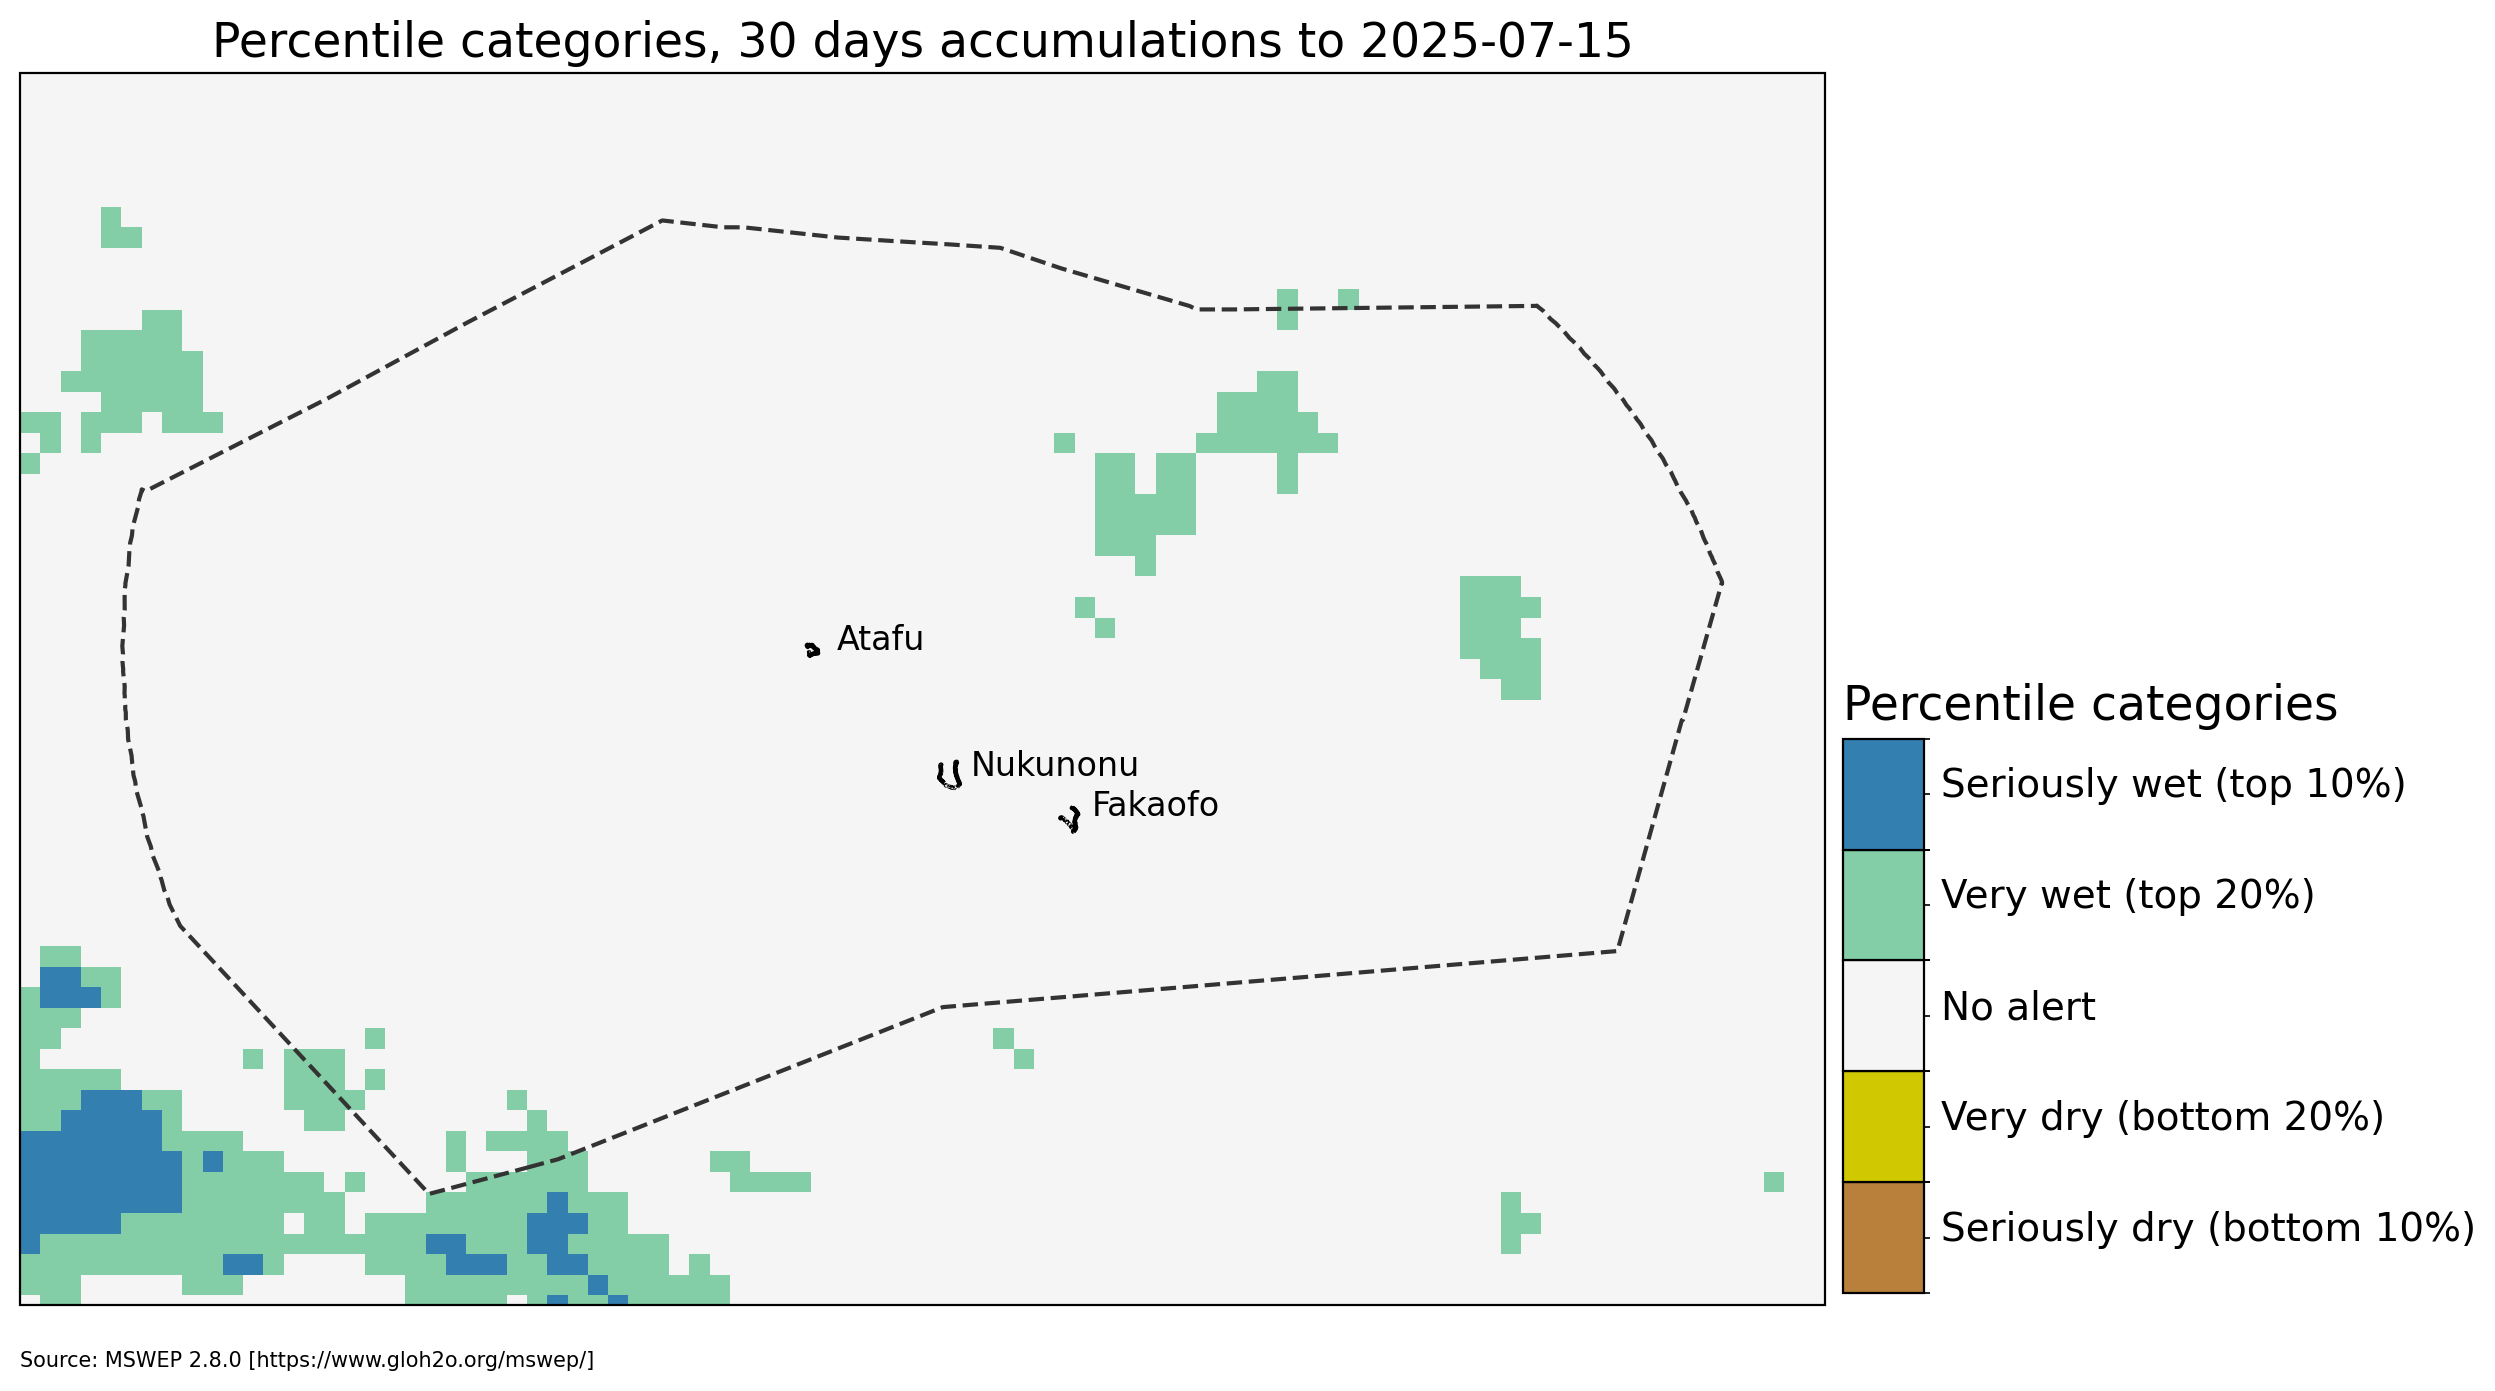 Percentile categories, 30 days accumulations to 2025-07-15
Atafu
Nukunonu
Fakaofo
Percentile categories
Seriously wet (top 10%)
Very wet (top 20%)
No alert
Very dry (bottom 20%)
Seriously dry (bottom 10%)
Source: MSWEP 2.8.0 [https://www.gloh2o.org/mswep/]